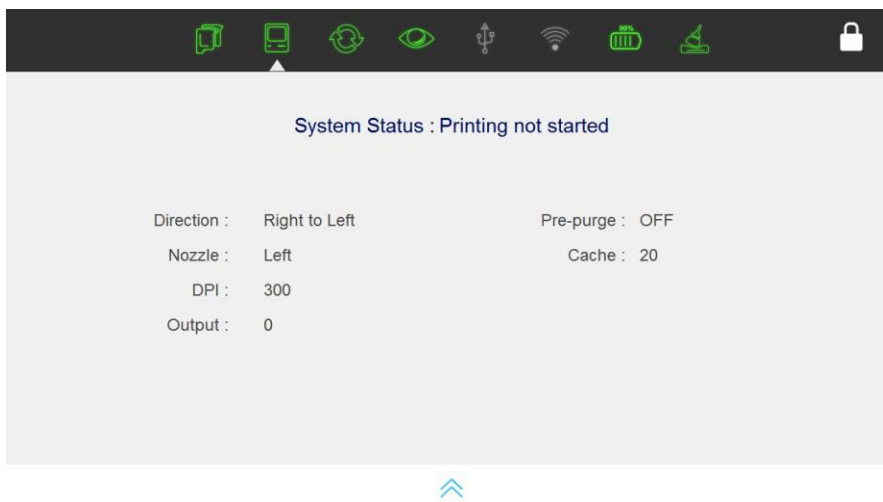 90%
System Status : Printing not started
Direction : Right to Left
Pre-purge : OFF
Nozzle : Left
Cache : 20
DPI : 300
Output : 0